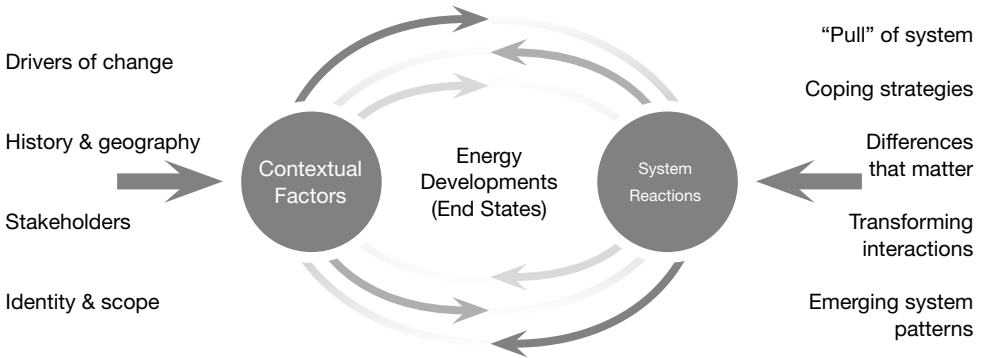 Drivers of change
History & geography
Stakeholders
Identity & scope
Contextual
Factors
Energy
Developments
(End States)
System
Reactions
“Pull” of system
Coping strategies
Differences
that matter
Transforming
interactions
Emerging system
patterns